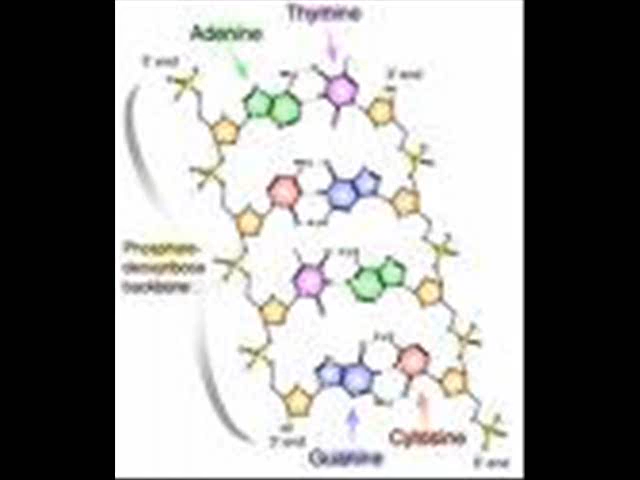 Thymine
Adenine
5' end
3' end
Phosphate-
deoxyribose
backbone
3' end
Cytosine
Guanine
5' end